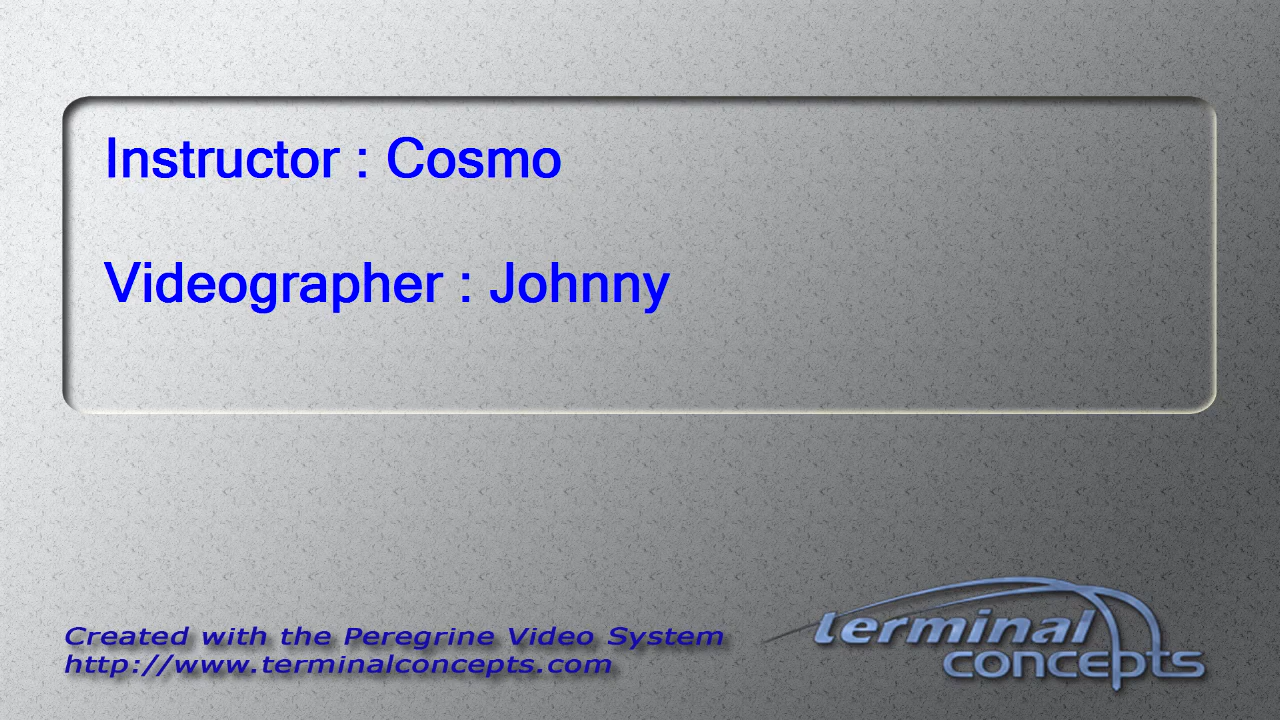 Instructor : Cosmo
Videographer : Johnny
Created with the Peregrine Video System
http://www.terminalconcepts.com
terminal
concepts